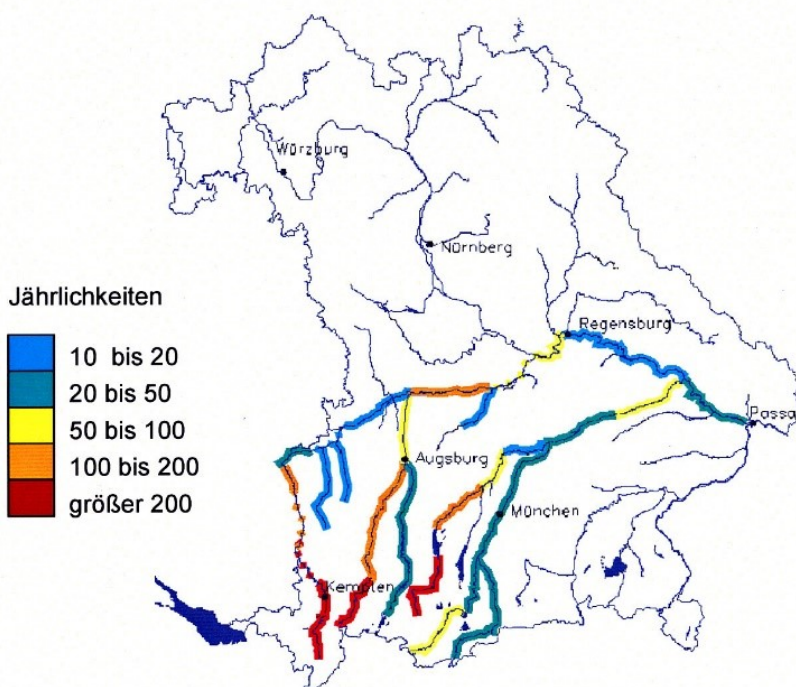 Würzburg
Nürnberg
Jährlichkeiten
Regensburg
10 bis 20
20 bis 50
50 bis 100
Passa
Augsburg
100 bis 200
größer 200
München
Kempten